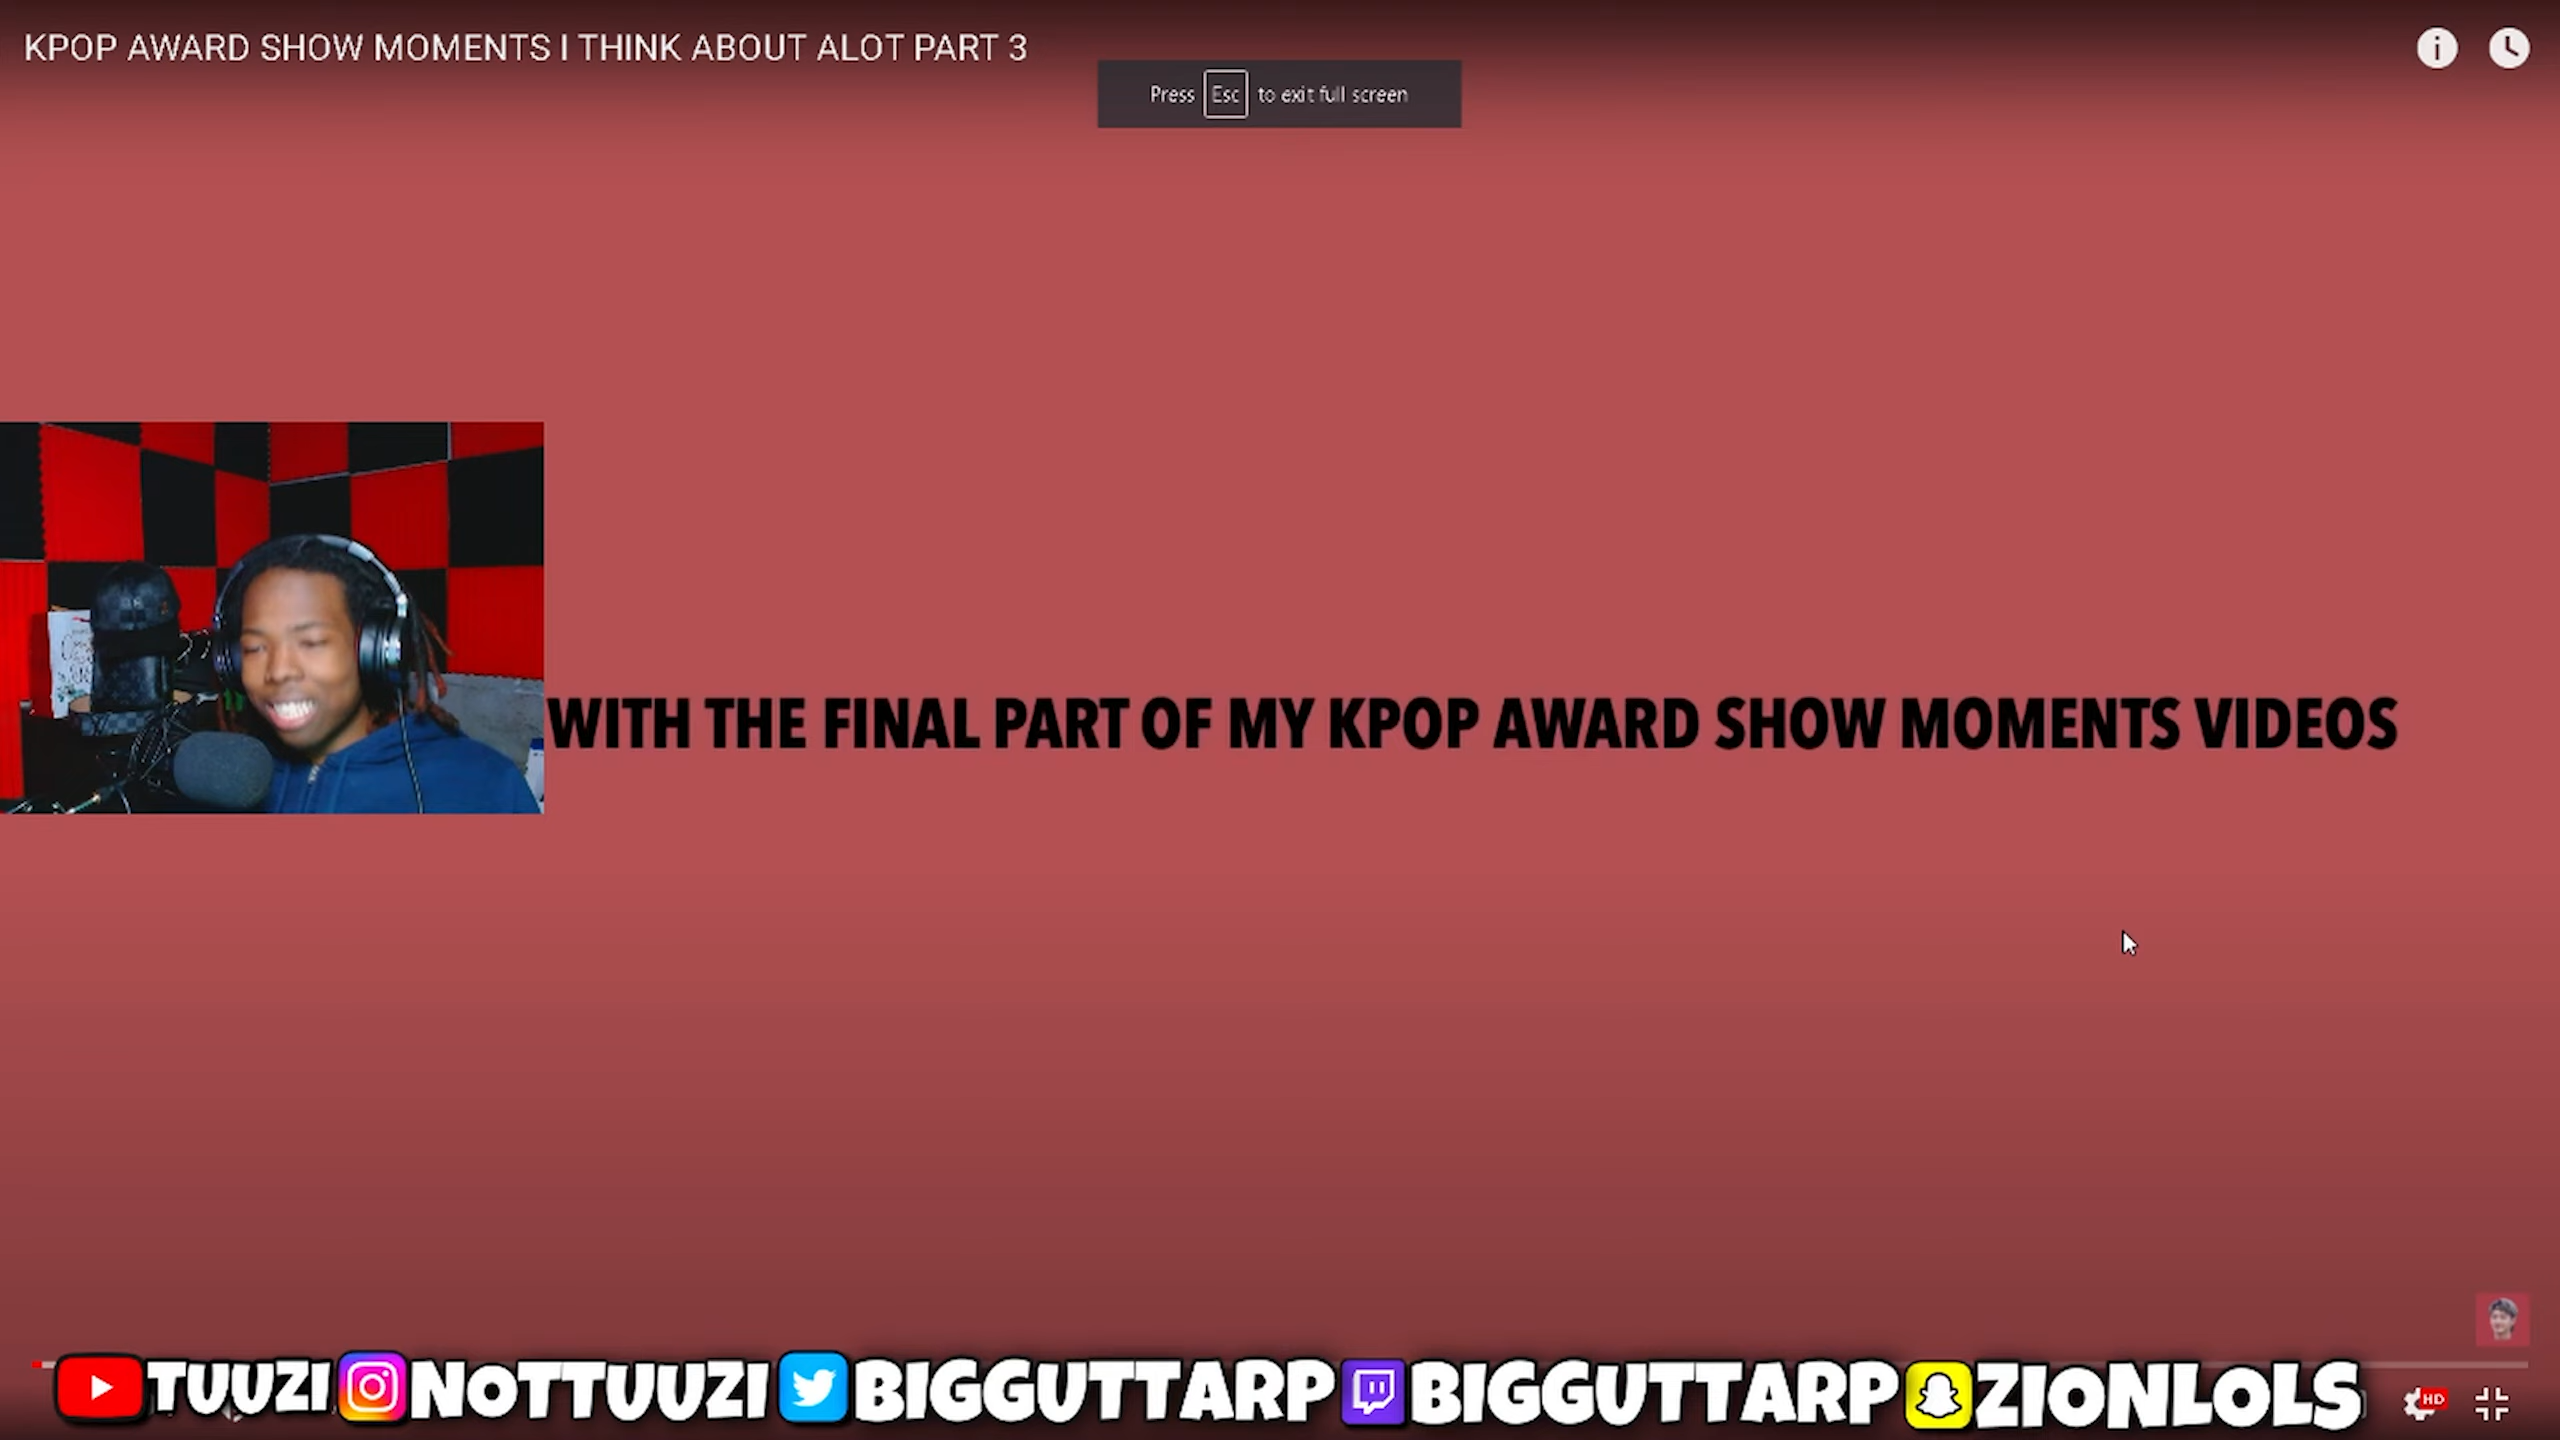 KPOP AWARD SHOW MOMENTS I THINK ABOUT ALOT PART 3
Press Esc to exit full screen
WITH THE FINAL PART OF MY KPOP AWARD SHOW MOMENTS VIDEOS
TUUZI NOTTUUZI BIGGUTTARP BIGGUTTARP ZIONLOLS
HD